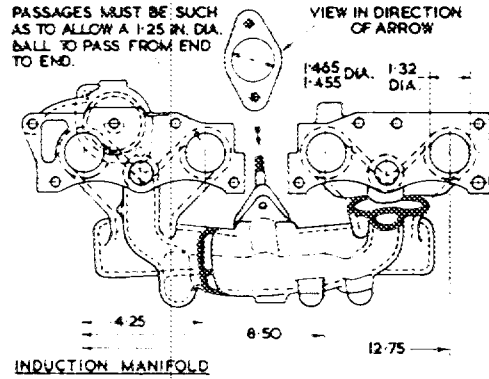 PASSAGES MUST BE SUCH
AS TO ALLOW A 1·25 IN. DIA.
BALL TO PASS FROM END
TO END.
VIEW IN DIRECTION
OF ARROW
1·465
1·455 DIA.
1·32
DIA.
4·25
8·50
12·75
INDUCTION MANIFOLD